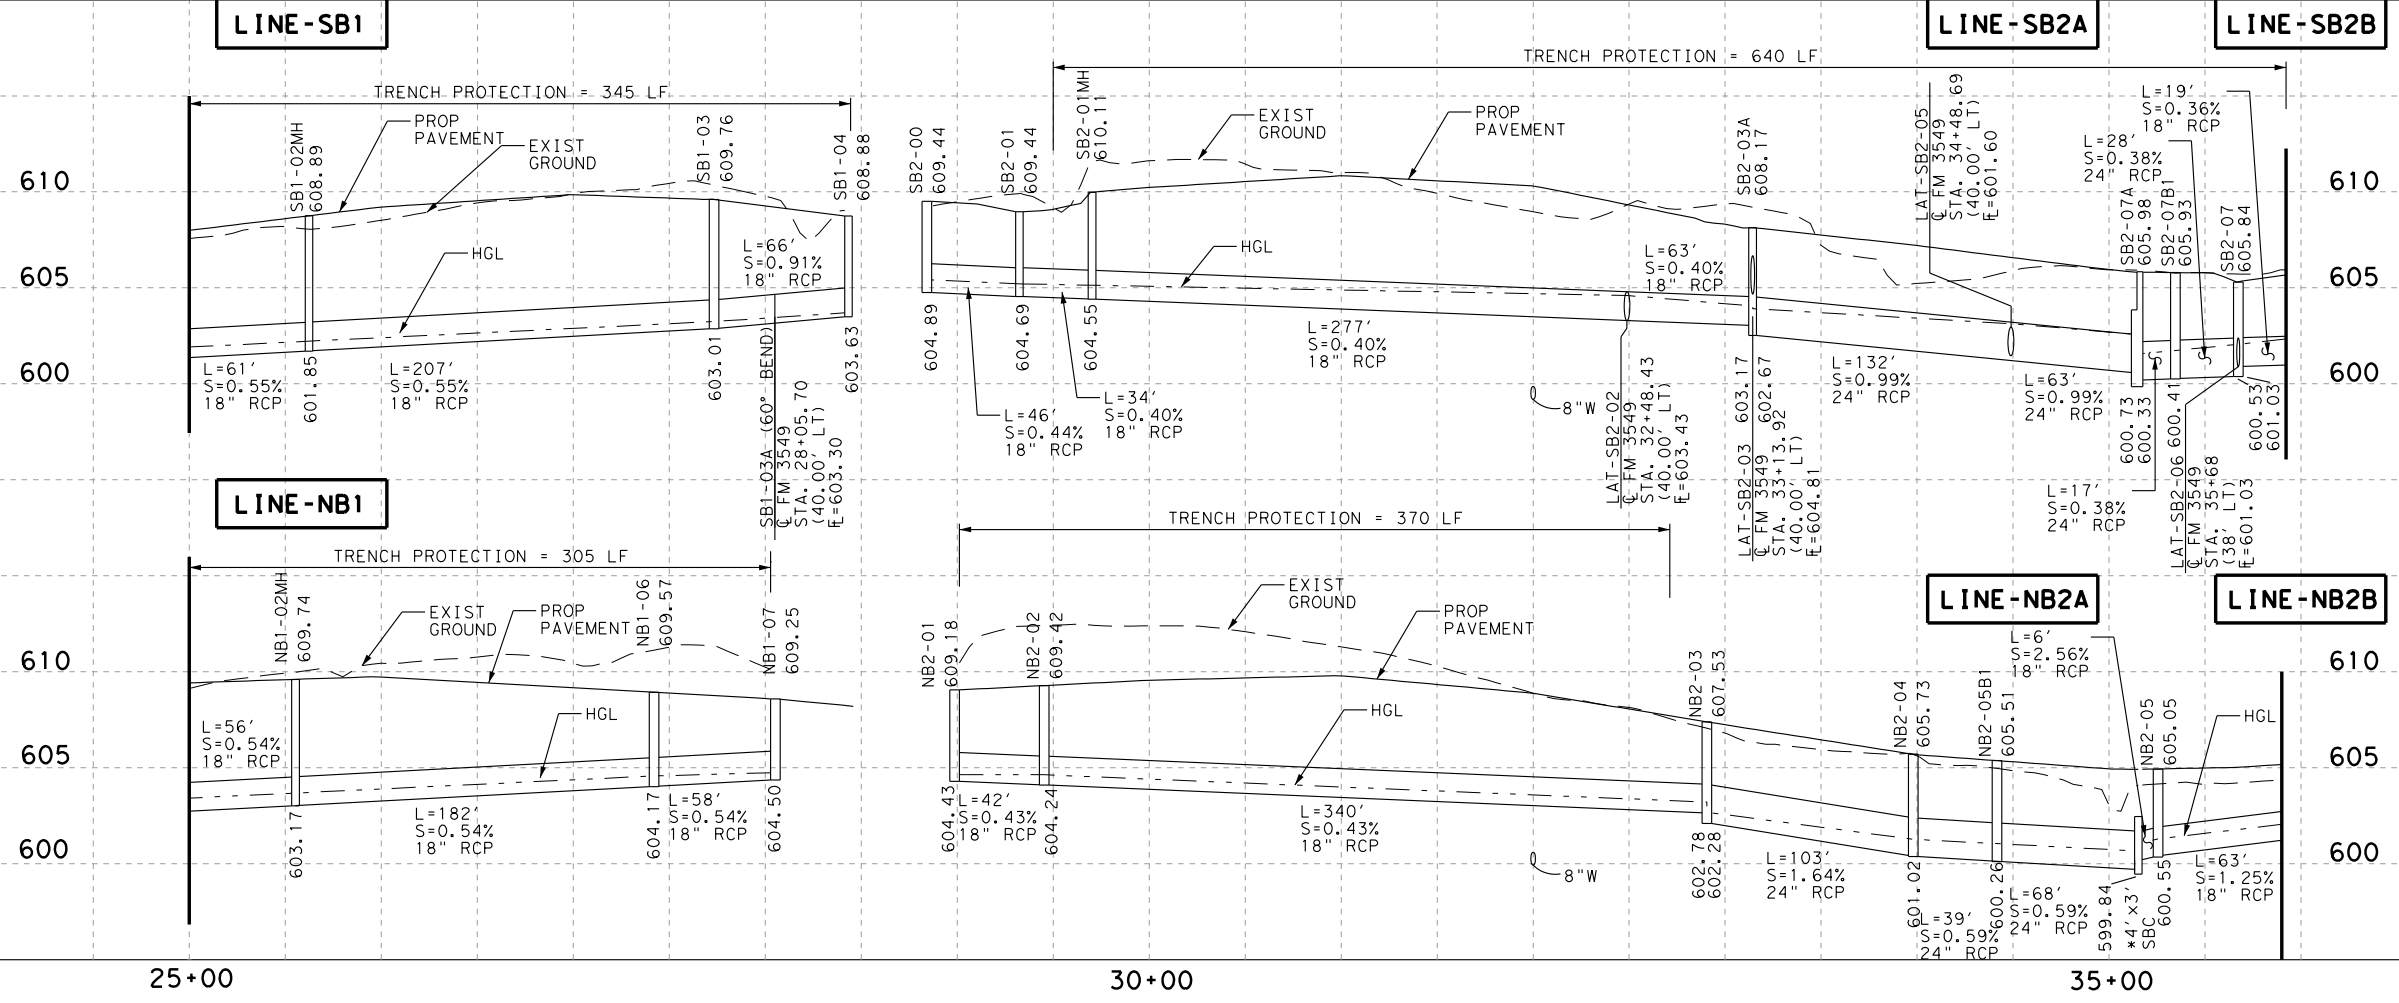 LINE-SB1
LINE-SB2A
LINE-SB2B
TRENCH PROTECTION = 345 LF
TRENCH PROTECTION = 640 LF
SB1-02MH
608.89
PROP
PAVEMENT
EXIST
GROUND
SB1-03
609.76
SB1-04
608.88
SB2-00
609.44
SB2-01
609.44
SB2-01MH
610.11
EXIST
GROUND
PROP
PAVEMENT
SB2-03A
608.17
LAT-SB2-05
℄ FM 3549
STA. 34+48.69
(40.00' LT)
FL=601.60
L=19'
S=0.36%
18" RCP
L=28'
S=0.38%
24" RCP
SB2-07A
605.98
SB2-07B1
605.93
SB2-07
605.84
610
610
605
605
600
600
HGL
L=66'
S=0.91%
18" RCP
HGL
L=63'
S=0.40%
18" RCP
L=61'
S=0.55%
18" RCP
601.85
L=207'
S=0.55%
18" RCP
603.01
SB1-03A (60° BEND)
℄ FM 3549
STA. 28+05.70
(40.00' LT)
FL=603.30
603.63
604.89
604.69
604.55
L=46'
S=0.44%
18" RCP
L=34'
S=0.40%
18" RCP
L=277'
S=0.40%
18" RCP
8"W
LAT-SB2-02
℄ FM 3549
STA. 32+48.43
(40.00' LT)
FL=603.43
603.17
602.67
LAT-SB2-03
℄ FM 3549
STA. 33+13.92
(40.00' LT)
FL=604.81
L=132'
S=0.99%
24" RCP
L=63'
S=0.99%
24" RCP
600.73
600.33
600.41
L=17'
S=0.38%
24" RCP
LAT-SB2-06
℄ FM 3549
STA. 35+68
(38' LT)
FL=601.03
600.53
601.03
LINE-NB1
LINE-NB2A
LINE-NB2B
TRENCH PROTECTION = 305 LF
TRENCH PROTECTION = 370 LF
NB1-02MH
609.74
EXIST
GROUND
PROP
PAVEMENT
NB1-06
609.57
NB1-07
609.25
NB2-01
609.18
NB2-02
609.42
EXIST
GROUND
PROP
PAVEMENT
NB2-03
607.53
NB2-04
605.73
NB2-05B1
605.51
L=6'
S=2.56%
18" RCP
NB2-05
605.05
610
610
605
605
600
600
HGL
HGL
HGL
L=56'
S=0.54%
18" RCP
603.17
L=182'
S=0.54%
18" RCP
604.17
L=58'
S=0.54%
18" RCP
604.50
604.43
L=42'
S=0.43%
18" RCP
604.24
L=340'
S=0.43%
18" RCP
8"W
602.78
602.28
L=103'
S=1.64%
24" RCP
601.02
L=39'
S=0.59%
24" RCP
600.26
L=68'
S=0.59%
24" RCP
599.84
*4'x3'
SBC
600.55
L=63'
S=1.25%
18" RCP
25+00
30+00
35+00